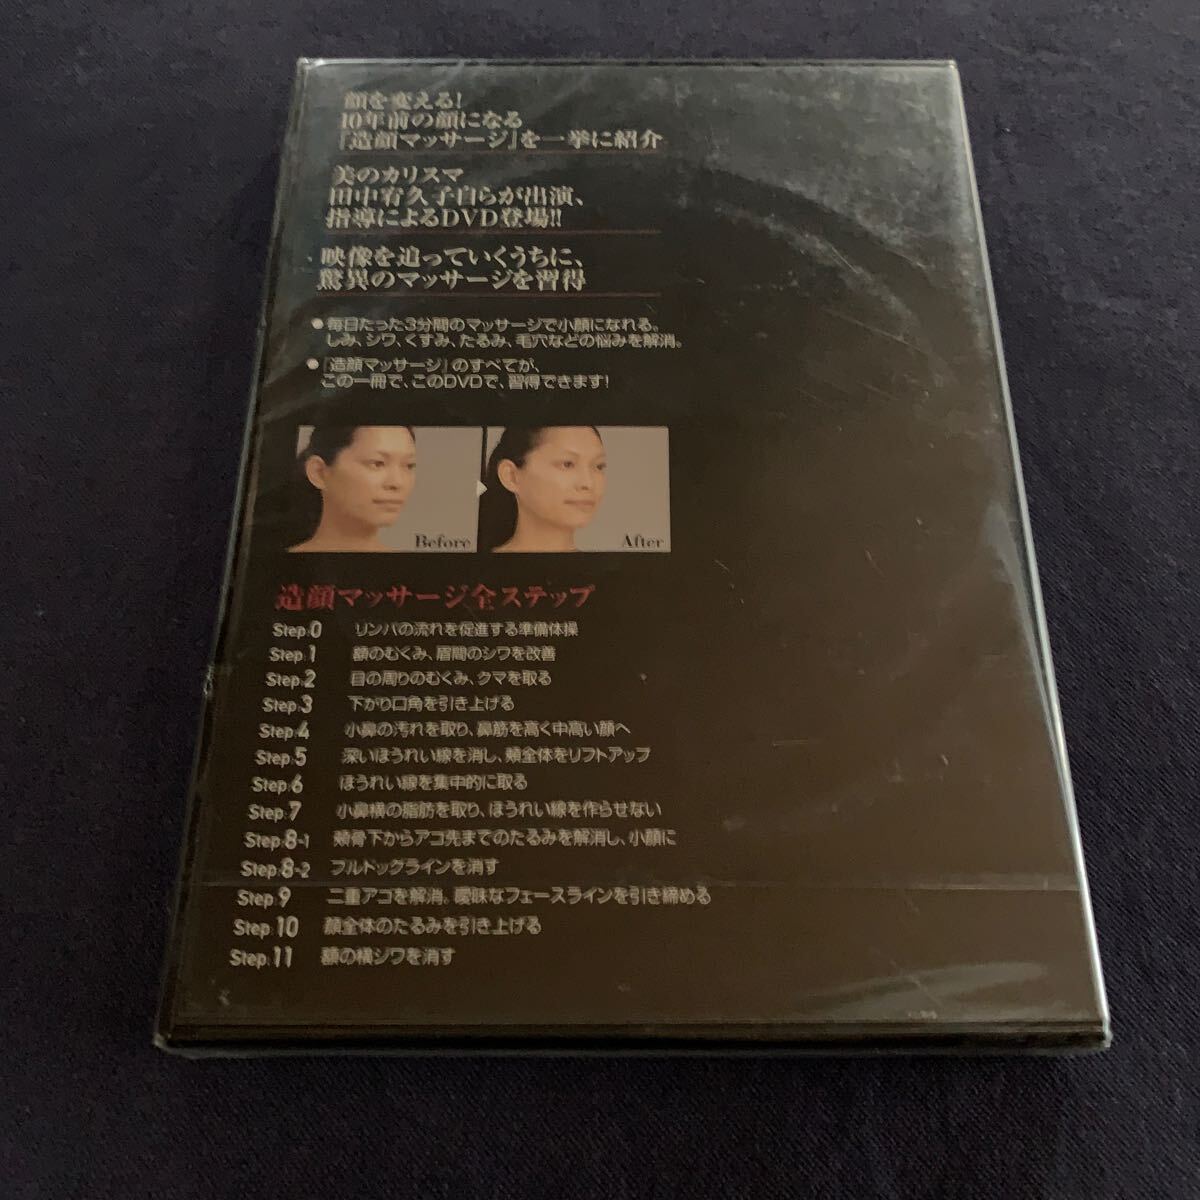 顔を変える!
10年前の顔になる
『造顔マッサージ』を一挙に紹介
美のカリスマ
田中宥久子自らが出演、
指導によるDVD登場!!
映像を追っていくうちに、
驚異のマッサージを習得
●毎日たった3分間のマッサージで小顔になれる。
しみ、シワ、くすみ、たるみ、毛穴などの悩みを解消。
●『造顔マッサージ』のすべてが、
この一冊で、このDVDで、習得できます!
Before
After
造顔マッサージ全ステップ
Step.0 リンパの流れを促進する準備体操
Step.1 額のむくみ、眉間のシワを改善
Step.2 目の周りのむくみ、クマを取る
Step.3 下がり口角を引き上げる
Step.4 小鼻の汚れを取り、鼻筋を高く中高い顔へ
Step.5 深いほうれい線を消し、頬全体をリフトアップ
Step.6 ほうれい線を集中的に取る
Step.7 小鼻横の脂肪を取り、ほうれい線を作らせない
Step.8-1 頬骨下からアゴ先までのたるみを解消し、小顔に
Step.8-2 ブルドッグラインを消す
Step.9 二重アゴを解消。曖昧なフェースラインを引き締める
Step.10 顔全体のたるみを引き上げる
Step.11 額の横シワを消す